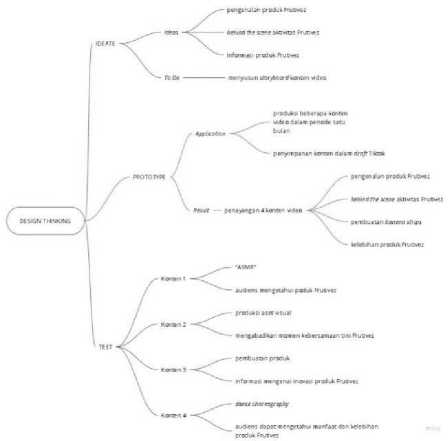 pengenalan produk Frutivez
Ideas
behind the scene aktivitas Frutivez
IDEATE
informasi produk Frutivez
To Do
menyusun storyboard konten video
produksi beberapa konten
video dalam periode satu
bulan
Application
penyimpanan konten dalam draft Tiktok
PROTOTYPE
pengenalan produk Frutivez
behind the scene aktivitas Frutivez
Result
penayangan 4 konten video
pembuatan konten
kelebihan produk Frutivez
DESIGN THINKING
"ASMR"
Konten 1
audiens mengetahui produk Frutivez
produksi aset visual
Konten 2
mengabadikan momen kebersamaan tim Frutivez
TEST
pembuatan produk
Konten 3
informasi mengenai inovasi produk Frutivez
dance choreography
Konten 4
audiens dapat mengetahui manfaat dan kelebihan
produk Frutivez